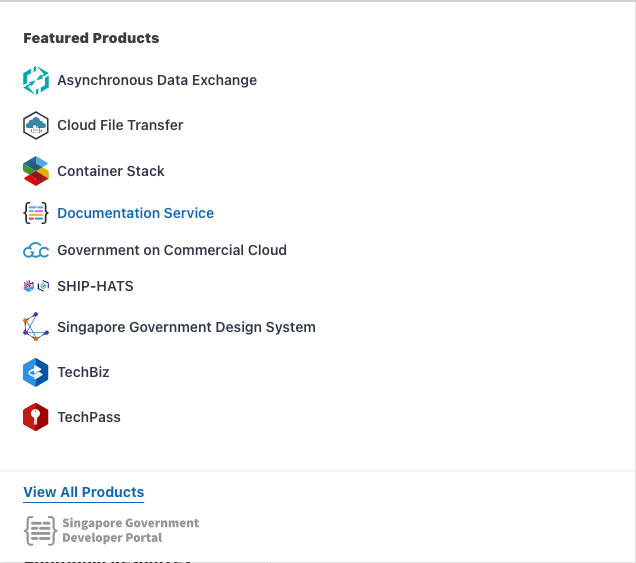 Featured Products
Asynchronous Data Exchange
Cloud File Transfer
Container Stack
Documentation Service
Government on Commercial Cloud
SHIP-HATS
Singapore Government Design System
TechBiz
TechPass
View All Products
Singapore Government
Developer Portal